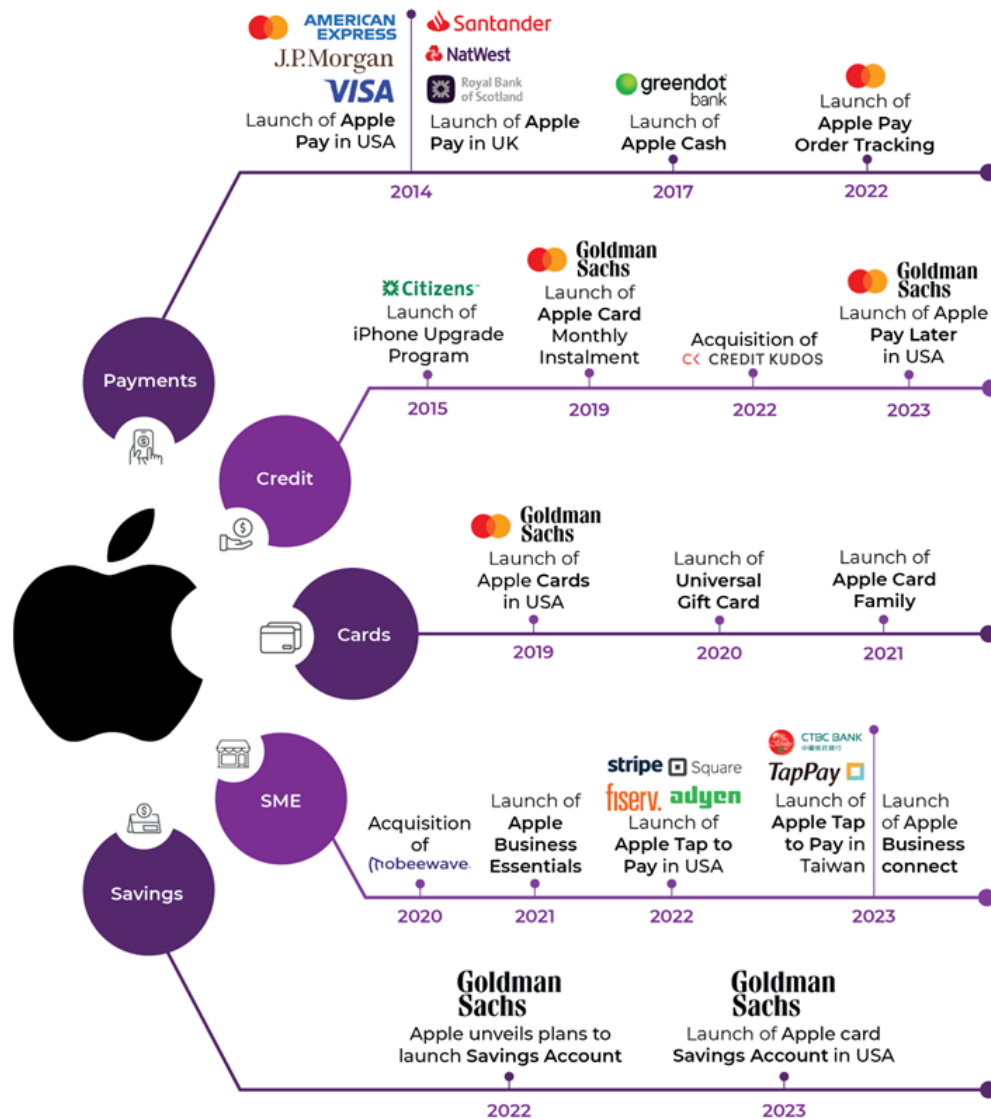 AMERICAN
EXPRESS
J.P.Morgan
VISA
Launch of Apple
Pay in USA
Santander
NatWest
Royal Bank
of Scotland
Launch of Apple
Pay in UK
2014
greendot
bank
Launch of
Apple Cash
2017
Launch of
Apple Pay
Order Tracking
2022
Payments
Citizens™
Launch of
iPhone Upgrade
Program
2015
Goldman
Sachs
Launch of
Apple Card
Monthly
Instalment
2019
Acquisition of
CK CREDIT KUDOS
2022
Goldman
Sachs
Launch of Apple
Pay Later
in USA
2023
Credit
Goldman
Sachs
Launch of
Apple Cards
in USA
2019
Launch of
Universal
Gift Card
2020
Launch of
Apple Card
Family
2021
Cards
SME
Acquisition
of
mobeewave
2020
Launch of
Apple
Business
Essentials
2021
stripe Square
fiserv. adyen
Launch of
Apple Tap to
Pay in USA
2022
CTBC BANK
TapPay
Launch of
Apple Tap
to Pay in
Taiwan
Launch
of Apple
Business
connect
2023
Savings
Goldman
Sachs
Apple unveils plans to
launch Savings Account
2022
Goldman
Sachs
Launch of Apple card
Savings Account in USA
2023